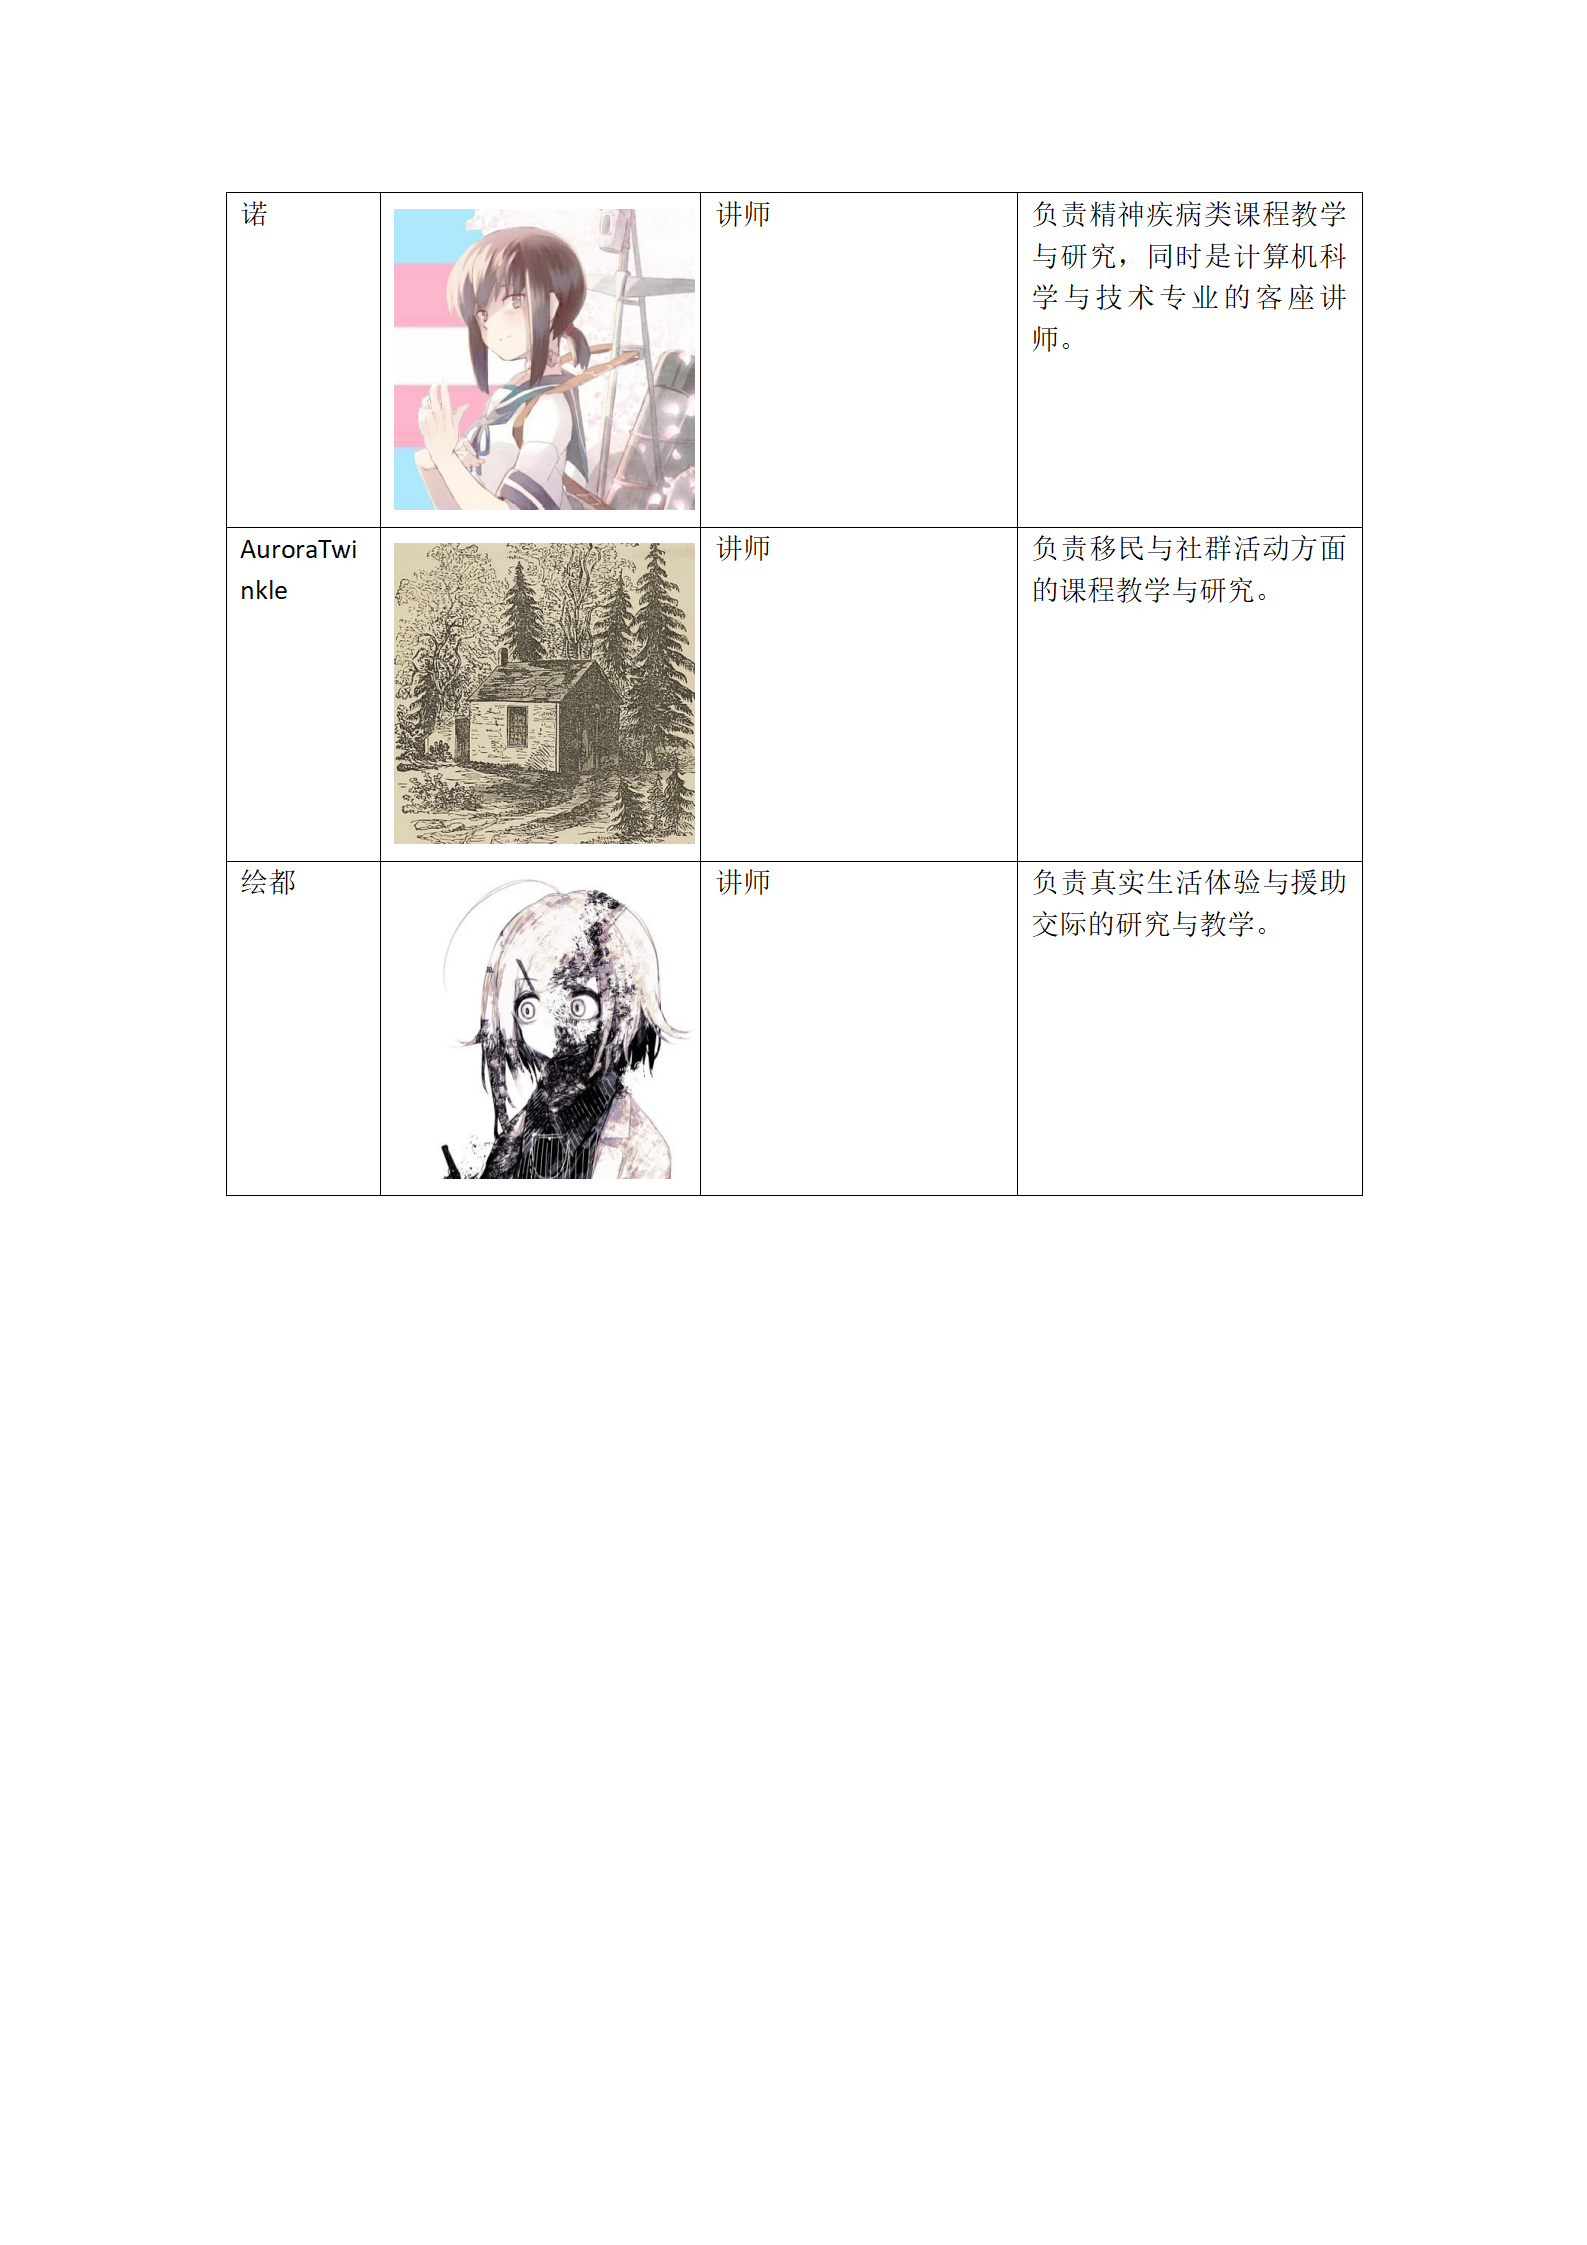 诺
讲师
负责精神疾病类课程教学
与研究，同时是计算机科
学与技术专业的客座讲
师。
AuroraTwi
nkle
讲师
负责移民与社群活动方面
的课程教学与研究。
绘都
讲师
负责真实生活体验与援助
交际的研究与教学。